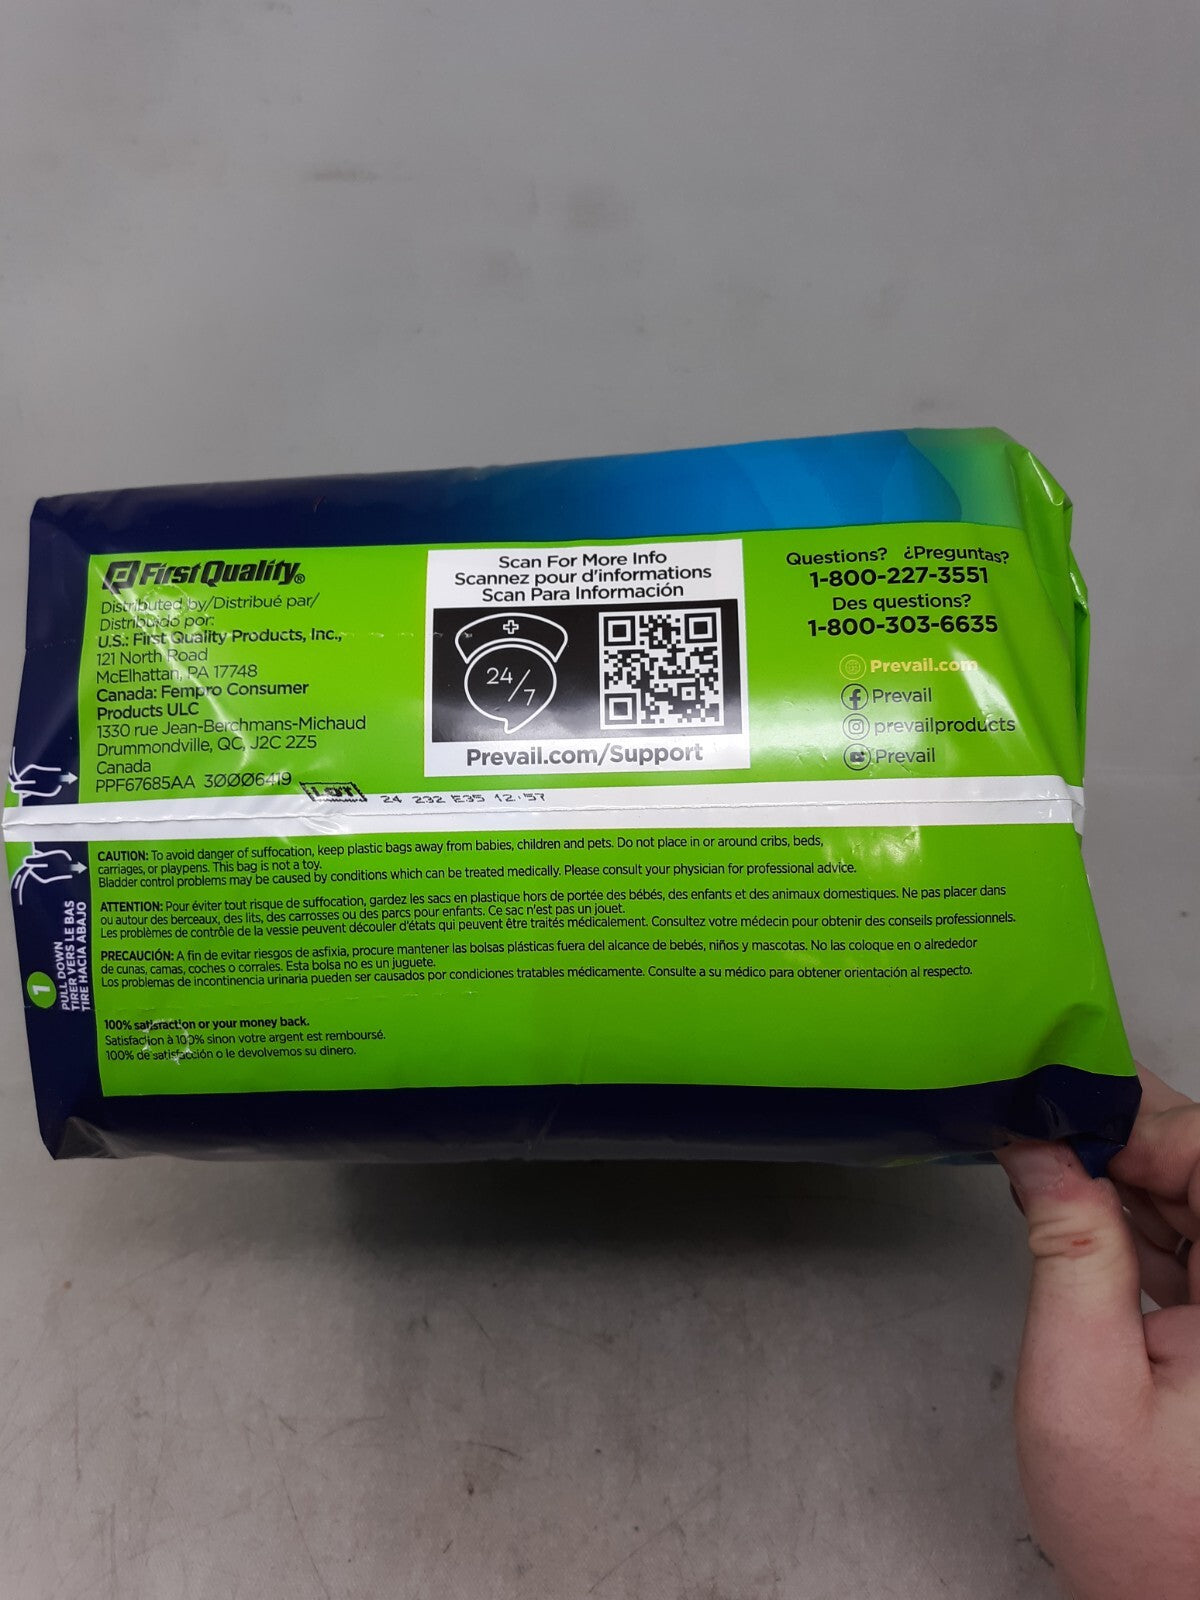 First Quality®
Distributed by/Distribué par/
Distribuido por:
U.S.: First Quality Products, Inc.,
121 North Road
McElhattan, PA 17748
Canada: Fempro Consumer
Products ULC
1330 rue Jean-Berchmans-Michaud
Drummondville, QC, J2C 2Z5
Canada
PPF67685AA 30006419
LOT 24 232 E35 12:57
Scan For More Info
Scannez pour d'informations
Scan Para Información
24/7
Prevail.com/Support
Questions? ¿Preguntas?
1-800-227-3551
Des questions?
1-800-303-6635
Prevail.com
Prevail
prevailproducts
Prevail
CAUTION: To avoid danger of suffocation, keep plastic bags away from babies, children and pets. Do not place in or around cribs, beds,
carriages, or playpens. This bag is not a toy.
Bladder control problems may be caused by conditions which can be treated medically. Please consult your physician for professional advice.
ATTENTION: Pour éviter tout risque de suffocation, gardez les sacs en plastique hors de portée des bébés, des enfants et des animaux domestiques. Ne pas placer dans
ou autour des berceaux, des lits, des carrosses ou des parcs pour enfants. Ce sac n'est pas un jouet.
Les problèmes de contrôle de la vessie peuvent découler d'états qui peuvent être traités médicalement. Consultez votre médecin pour obtenir des conseils professionnels.
PRECAUCIÓN: A fin de evitar riesgos de asfixia, procure mantener las bolsas plásticas fuera del alcance de bebés, niños y mascotas. No las coloque en o alrededor
de cunas, camas, coches o corrales. Esta bolsa no es un juguete.
Los problemas de incontinencia urinaria pueden ser causados por condiciones tratables médicamente. Consulte a su médico para obtener orientación al respecto.
100% satisfaction or your money back.
Satisfaction à 100% sinon votre argent est remboursé.
100% de satisfacción o le devolvemos su dinero.
1
PULL DOWN
TIRER VERS LE BAS
TIRE HACIA ABAJO